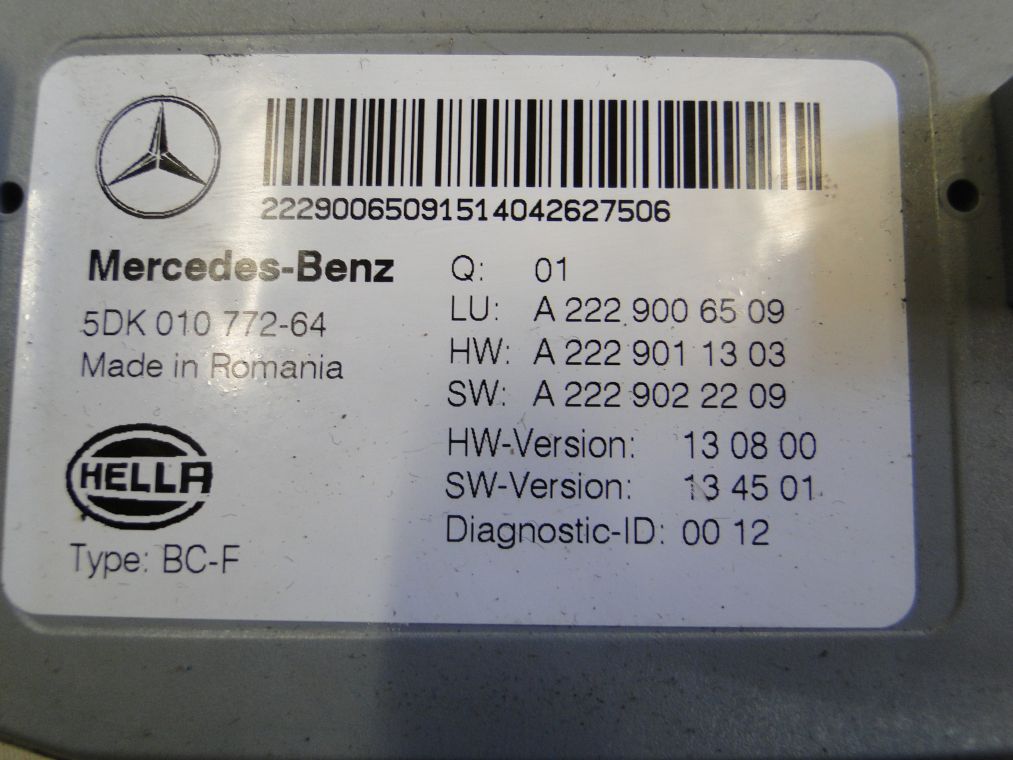 22290065091514042627506
Mercedes-Benz
5DK 010 772-64
Made in Romania
HELLA
Type: BC-F
Q: 01
LU: A 222 900 65 09
HW: A 222 901 13 03
SW: A 222 902 22 09
HW-Version: 13 08 00
SW-Version: 13 45 01
Diagnostic-ID: 00 12